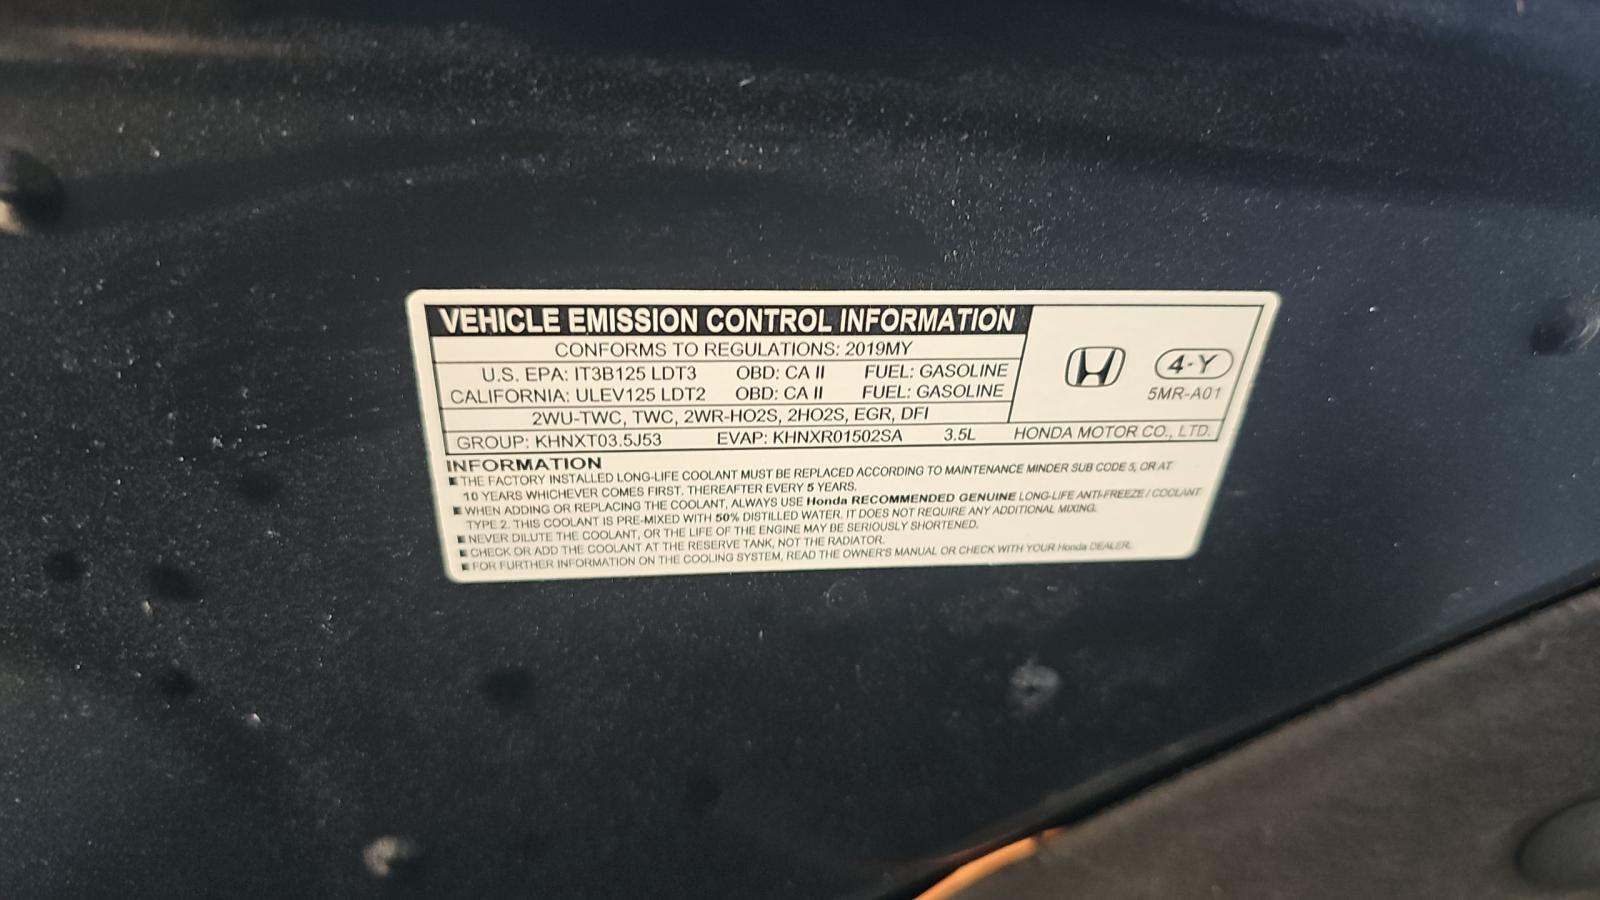 VEHICLE EMISSION CONTROL INFORMATION
CONFORMS TO REGULATIONS: 2019MY
U.S. EPA: IT3B125 LDT3 OBD: CA II FUEL: GASOLINE
CALIFORNIA: ULEV125 LDT2 OBD: CA II FUEL: GASOLINE
4-Y
5MR-A01
2WU-TWC, TWC, 2WR-HO2S, 2HO2S, EGR, DFI
GROUP: KHNXT03.5J53 EVAP: KHNXR01502SA 3.5L HONDA MOTOR CO., LTD.
INFORMATION
■ THE FACTORY INSTALLED LONG-LIFE COOLANT MUST BE REPLACED ACCORDING TO MAINTENANCE MINDER SUB CODE 5, OR AT
10 YEARS WHICHEVER COMES FIRST. THEREAFTER EVERY 5 YEARS.
■ WHEN ADDING OR REPLACING THE COOLANT, ALWAYS USE Honda RECOMMENDED GENUINE LONG-LIFE ANTI-FREEZE / COOLANT
TYPE 2. THIS COOLANT IS PRE-MIXED WITH 50% DISTILLED WATER. IT DOES NOT REQUIRE ANY ADDITIONAL MIXING.
■ NEVER DILUTE THE COOLANT, OR THE LIFE OF THE ENGINE MAY BE SERIOUSLY SHORTENED.
■ CHECK OR ADD THE COOLANT AT THE RESERVE TANK, NOT THE RADIATOR.
■ FOR FURTHER INFORMATION ON THE COOLING SYSTEM, READ THE OWNER'S MANUAL OR CHECK WITH YOUR Honda DEALER.